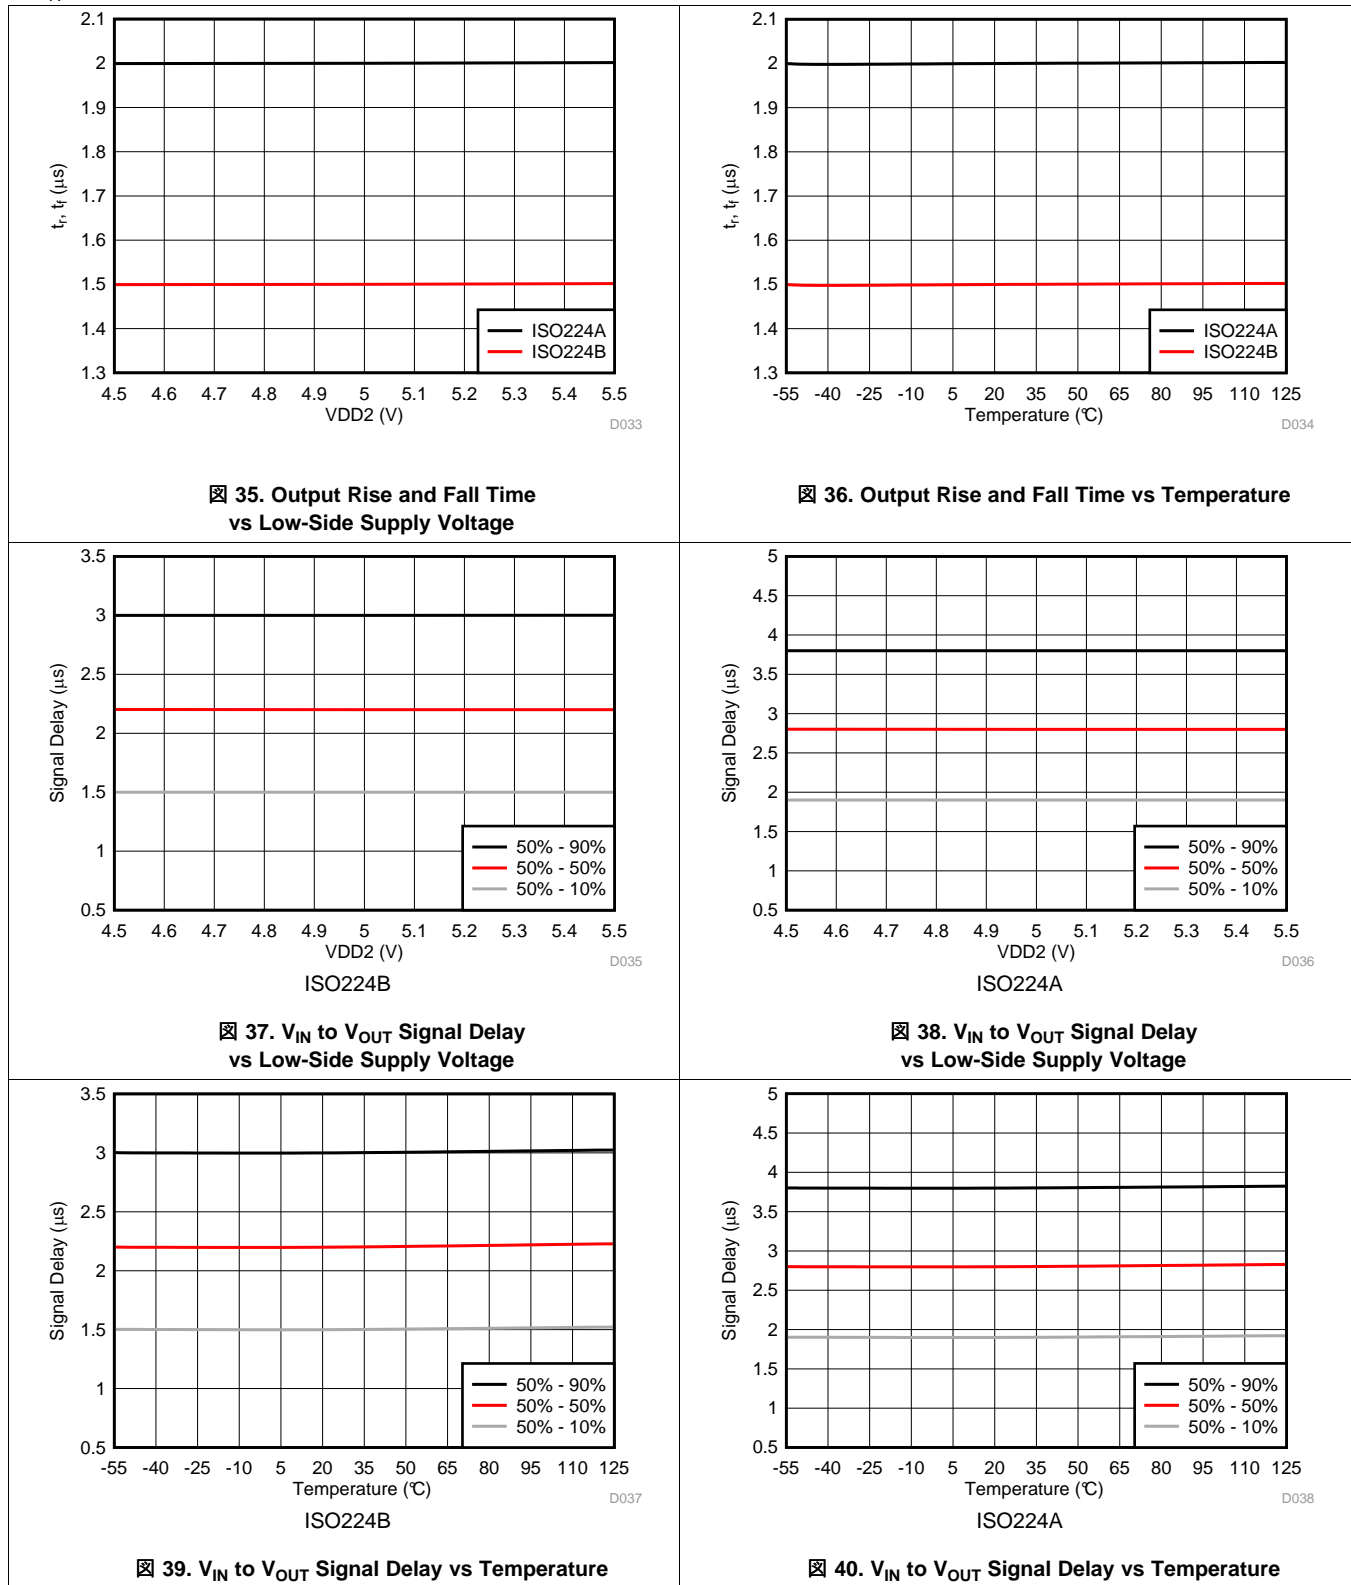 2.1
2
1.9
1.8
1.7
1.6
1.5
1.4
1.3
tr, tf (µs)
ISO224A
ISO224B
4.5 4.6 4.7 4.8 4.9 5 5.1 5.2 5.3 5.4 5.5
VDD2 (V)
D033
図 35. Output Rise and Fall Time
vs Low-Side Supply Voltage
2.1
2
1.9
1.8
1.7
1.6
1.5
1.4
1.3
tr, tf (µs)
ISO224A
ISO224B
-55 -40 -25 -10 5 20 35 50 65 80 95 110 125
Temperature (°C)
D034
図 36. Output Rise and Fall Time vs Temperature
3.5
3
2.5
2
1.5
1
0.5
Signal Delay (µs)
50% - 90%
50% - 50%
50% - 10%
4.5 4.6 4.7 4.8 4.9 5 5.1 5.2 5.3 5.4 5.5
VDD2 (V)
D035
ISO224B
図 37. VIN to VOUT Signal Delay
vs Low-Side Supply Voltage
5
4.5
4
3.5
3
2.5
2
1.5
1
0.5
Signal Delay (µs)
50% - 90%
50% - 50%
50% - 10%
4.5 4.6 4.7 4.8 4.9 5 5.1 5.2 5.3 5.4 5.5
VDD2 (V)
D036
ISO224A
図 38. VIN to VOUT Signal Delay
vs Low-Side Supply Voltage
3.5
3
2.5
2
1.5
1
0.5
Signal Delay (µs)
50% - 90%
50% - 50%
50% - 10%
-55 -40 -25 -10 5 20 35 50 65 80 95 110 125
Temperature (°C)
D037
ISO224B
図 39. VIN to VOUT Signal Delay vs Temperature
5
4.5
4
3.5
3
2.5
2
1.5
1
0.5
Signal Delay (µs)
50% - 90%
50% - 50%
50% - 10%
-55 -40 -25 -10 5 20 35 50 65 80 95 110 125
Temperature (°C)
D038
ISO224A
図 40. VIN to VOUT Signal Delay vs Temperature